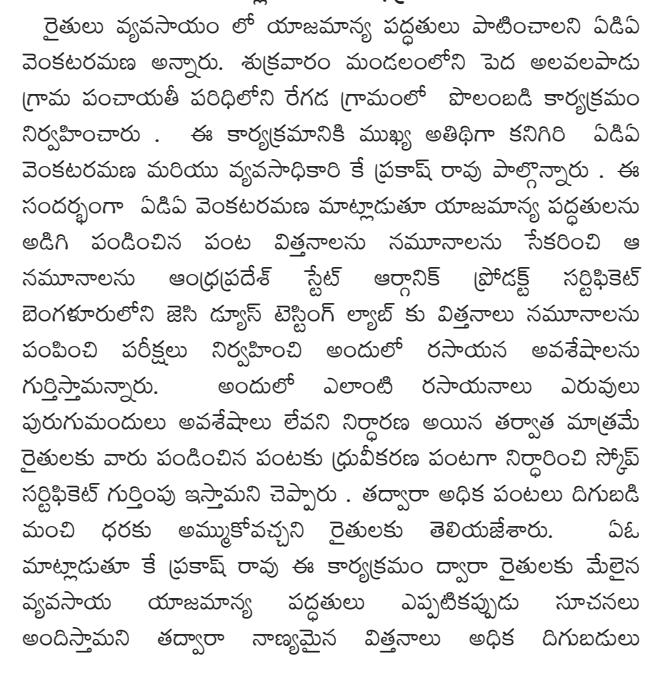 రైతులు వ్యవసాయం లో యాజమాన్య పద్ధతులు పాటించాలని ఏడిఏ
వెంకటరమణ అన్నారు. శుక్రవారం మండలంలోని పెద అలవలపాడు
గ్రామ పంచాయతీ పరిధిలోని రేగడ గ్రామంలో పొలంబడి కార్యక్రమం
నిర్వహించారు . ఈ కార్యక్రమానికి ముఖ్య అతిథిగా కనిగిరి ఏడిఏ
వెంకటరమణ మరియు వ్యవసాధికారి కే ప్రకాష్ రావు పాల్గొన్నారు . ఈ
సందర్భంగా ఏడిఏ వెంకటరమణ మాట్లాడుతూ యాజమాన్య పద్ధతులను
అడిగి పండించిన పంట విత్తనాలను నమూనాలను సేకరించి ఆ
నమూనాలను ఆంధ్రప్రదేశ్ స్టేట్ ఆర్గానిక్ ప్రోడక్ట్ సర్టిఫికెట్
బెంగళూరులోని జెసి డ్యూస్ టెస్టింగ్ ల్యాబ్ కు విత్తనాలు నమూనాలను
పంపించి పరీక్షలు నిర్వహించి అందులో రసాయన అవశేషాలను
గుర్తిస్తామన్నారు. అందులో ఎలాంటి రసాయనాలు ఎరువులు
పురుగుమందులు అవశేషాలు లేవని నిర్ధారణ అయిన తర్వాత మాత్రమే
రైతులకు వారు పండించిన పంటకు ధ్రువీకరణ పంటగా నిర్ధారించి స్కోప్
సర్టిఫికెట్ గుర్తింపు ఇస్తామని చెప్పారు . తద్వారా అధిక పంటలు దిగుబడి
మంచి ధరకు అమ్ముకోవచ్చని రైతులకు తెలియజేశారు. ఏఓ
మాట్లాడుతూ కే ప్రకాష్ రావు ఈ కార్యక్రమం ద్వారా రైతులకు మేలైన
వ్యవసాయ యాజమాన్య పద్ధతులు ఎప్పటికప్పుడు సూచనలు
అందిస్తామని తద్వారా నాణ్యమైన విత్తనాలు అధిక దిగుబడులు